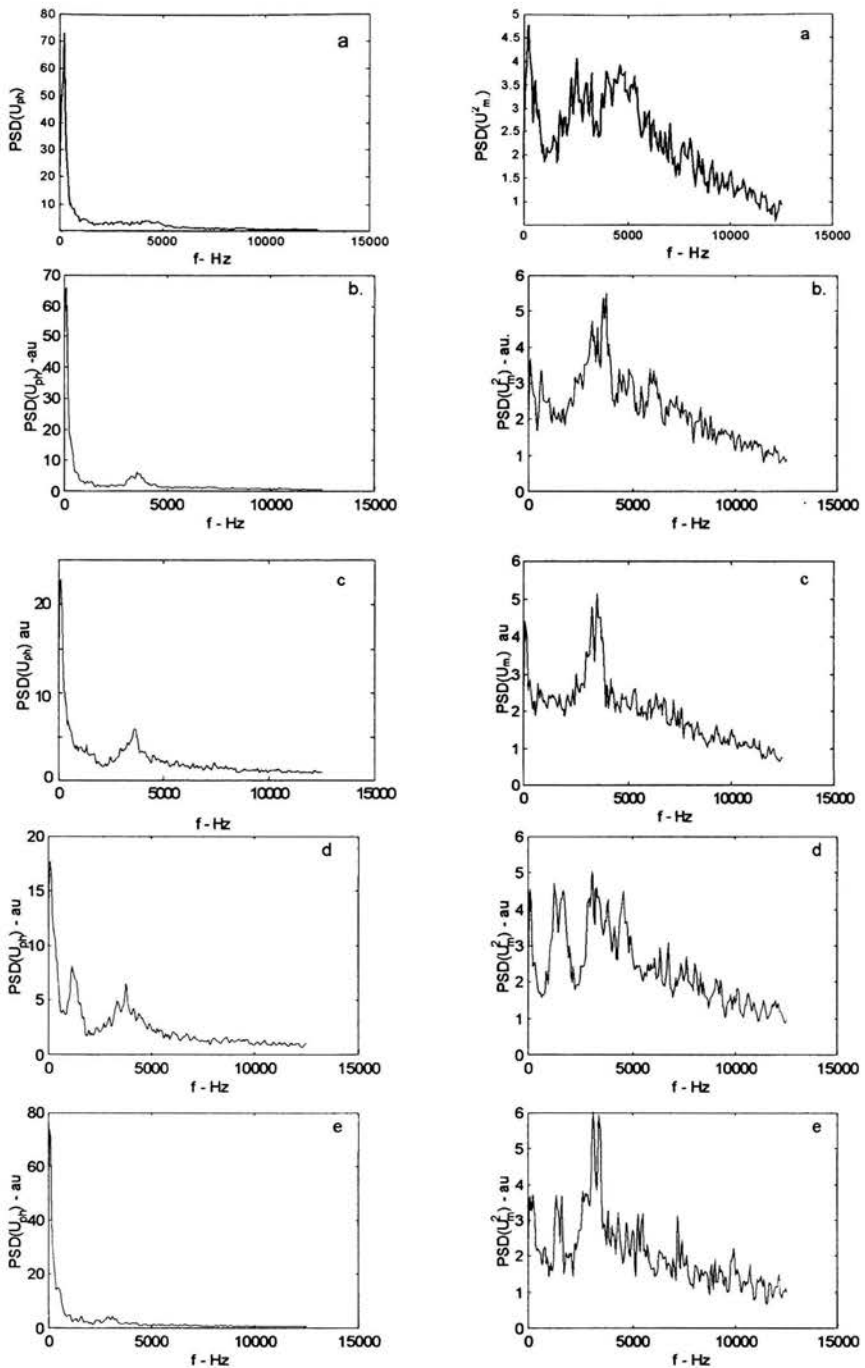 80
70
60
50
40
30
20
10
PSD(U_ph)
a
0 5000 10000 15000
f - Hz
5
4.5
4
3.5
3
2.5
2
1.5
1
PSD(U²m.)
a
0 5000 10000 15000
f - Hz
70
60
50
40
30
20
10
0
PSD(U_ph) -au
b.
0 5000 10000 15000
f - Hz
6
5
4
3
2
1
0
PSD(U²m) - au.
b.
0 5000 10000 15000
f - Hz
20
10
0
PSD(U_ph) au
c
0 5000 10000 15000
f - Hz
6
5
4
3
2
1
0
PSD(U_m.) au
c
0 5000 10000 15000
f - Hz
20
15
10
5
0
PSD(U_ph) - au
d
0 5000 10000 15000
f - Hz
6
5
4
3
2
1
0
PSD(U²m) - au
d
0 5000 10000 15000
f - Hz
80
60
40
20
0
PSD(U_ph) - au
e
0 5000 10000 15000
f - Hz
6
5
4
3
2
1
0
PSD(U²m) - au
e
0 5000 10000 15000
f - Hz